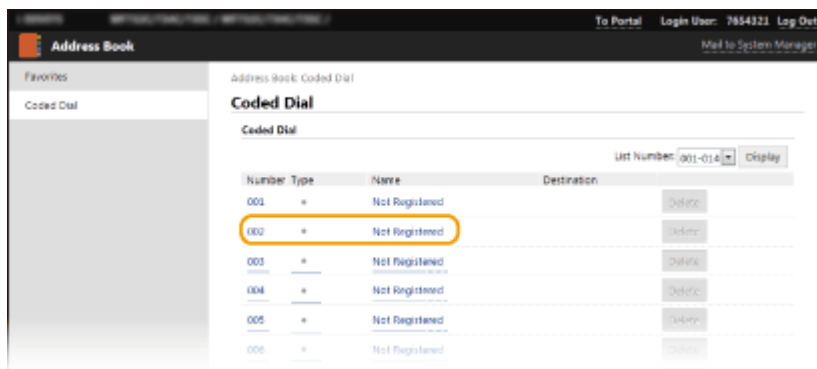 To Portal Login User: 7654321 Log Out
Address Book
Mail to System Manager
Favorites
Coded Dial
Address Book: Coded Dial
Coded Dial
Coded Dial
List Number: 001-014 Display
Number Type Name Destination
001 Not Registered Delete
002 Not Registered Delete
003 Not Registered Delete
004 Not Registered Delete
005 Not Registered Delete
006 Not Registered Delete